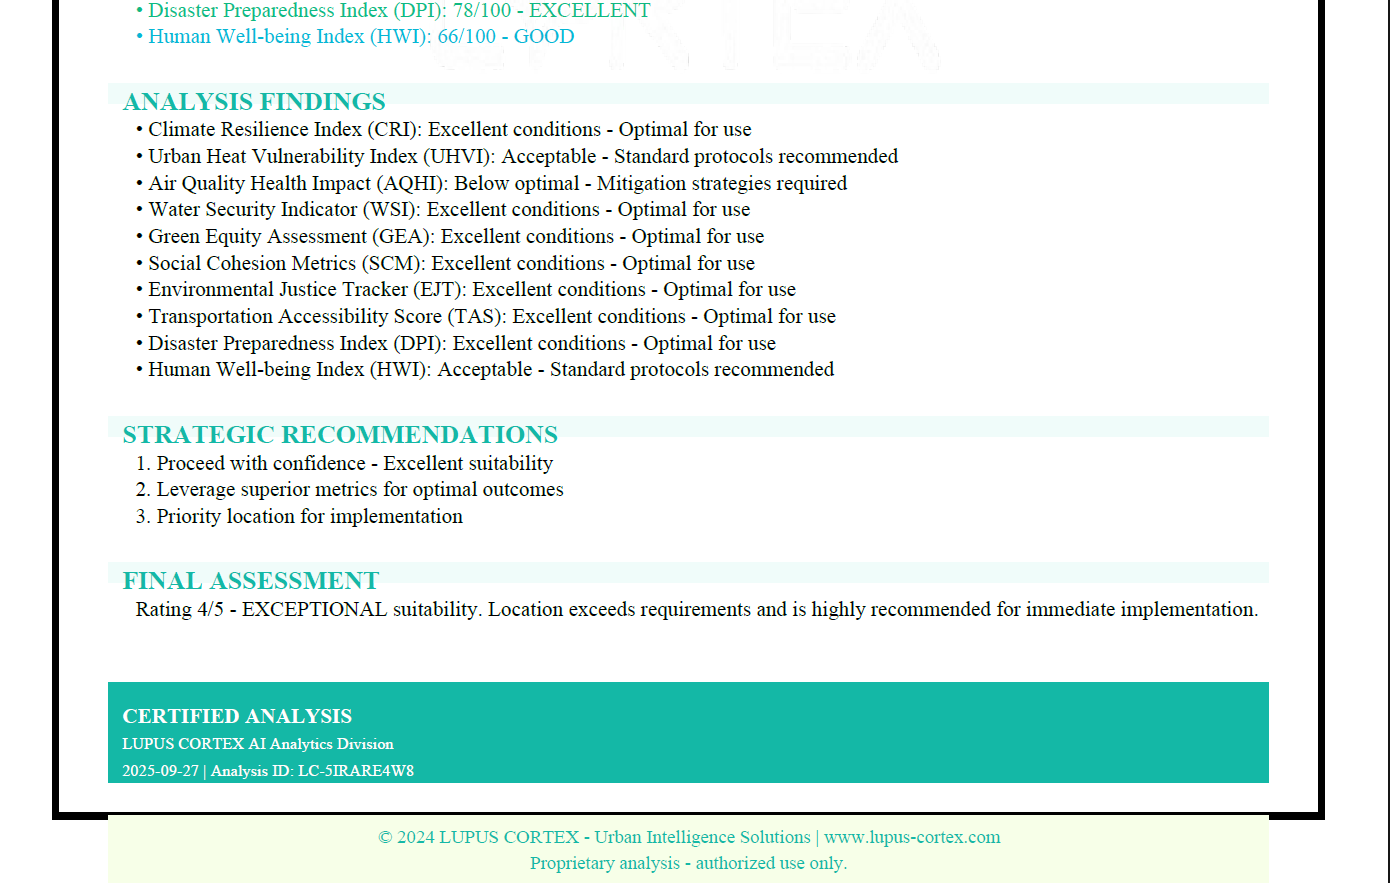 • Disaster Preparedness Index (DPI): 78/100 - EXCELLENT
• Human Well-being Index (HWI): 66/100 - GOOD
ANALYSIS FINDINGS
• Climate Resilience Index (CRI): Excellent conditions - Optimal for use
• Urban Heat Vulnerability Index (UHVI): Acceptable - Standard protocols recommended
• Air Quality Health Impact (AQHI): Below optimal - Mitigation strategies required
• Water Security Indicator (WSI): Excellent conditions - Optimal for use
• Green Equity Assessment (GEA): Excellent conditions - Optimal for use
• Social Cohesion Metrics (SCM): Excellent conditions - Optimal for use
• Environmental Justice Tracker (EJT): Excellent conditions - Optimal for use
• Transportation Accessibility Score (TAS): Excellent conditions - Optimal for use
• Disaster Preparedness Index (DPI): Excellent conditions - Optimal for use
• Human Well-being Index (HWI): Acceptable - Standard protocols recommended
STRATEGIC RECOMMENDATIONS
1. Proceed with confidence - Excellent suitability
2. Leverage superior metrics for optimal outcomes
3. Priority location for implementation
FINAL ASSESSMENT
Rating 4/5 - EXCEPTIONAL suitability. Location exceeds requirements and is highly recommended for immediate implementation.
CERTIFIED ANALYSIS
LUPUS CORTEX AI Analytics Division
2025-09-27 | Analysis ID: LC-5IRARE4W8
© 2024 LUPUS CORTEX - Urban Intelligence Solutions | www.lupus-cortex.com
Proprietary analysis - authorized use only.